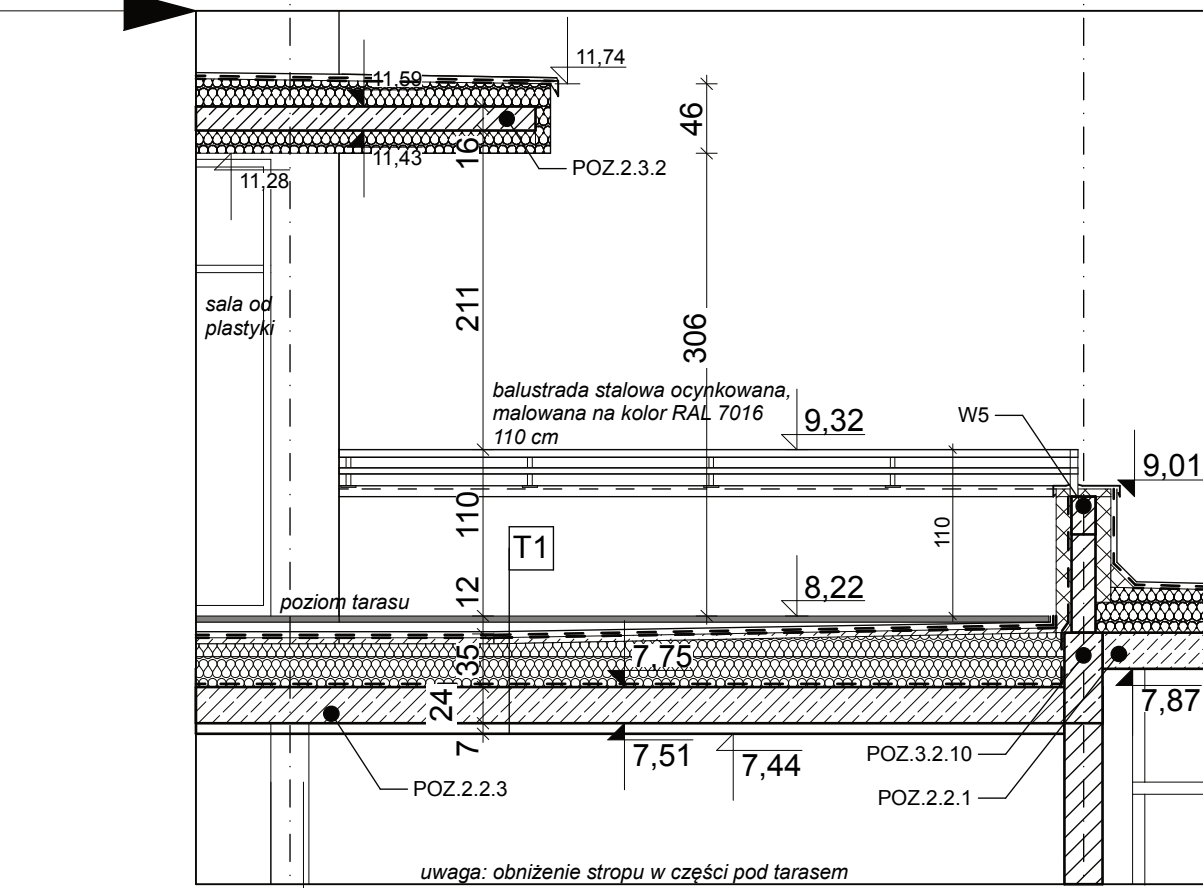 11,74
11,59
46
16
11,43
POZ.2.3.2
11,28
sala od
plastyki
211
306
balustrada stalowa ocynkowana,
malowana na kolor RAL 7016
110 cm
9,32
W5
9,01
110
T1
110
12
8,22
poziom tarasu
35
7,75
24
7,87
7
7,51
7,44
POZ.3.2.10
POZ.2.2.3
POZ.2.2.1
uwaga: obniżenie stropu w części pod tarasem